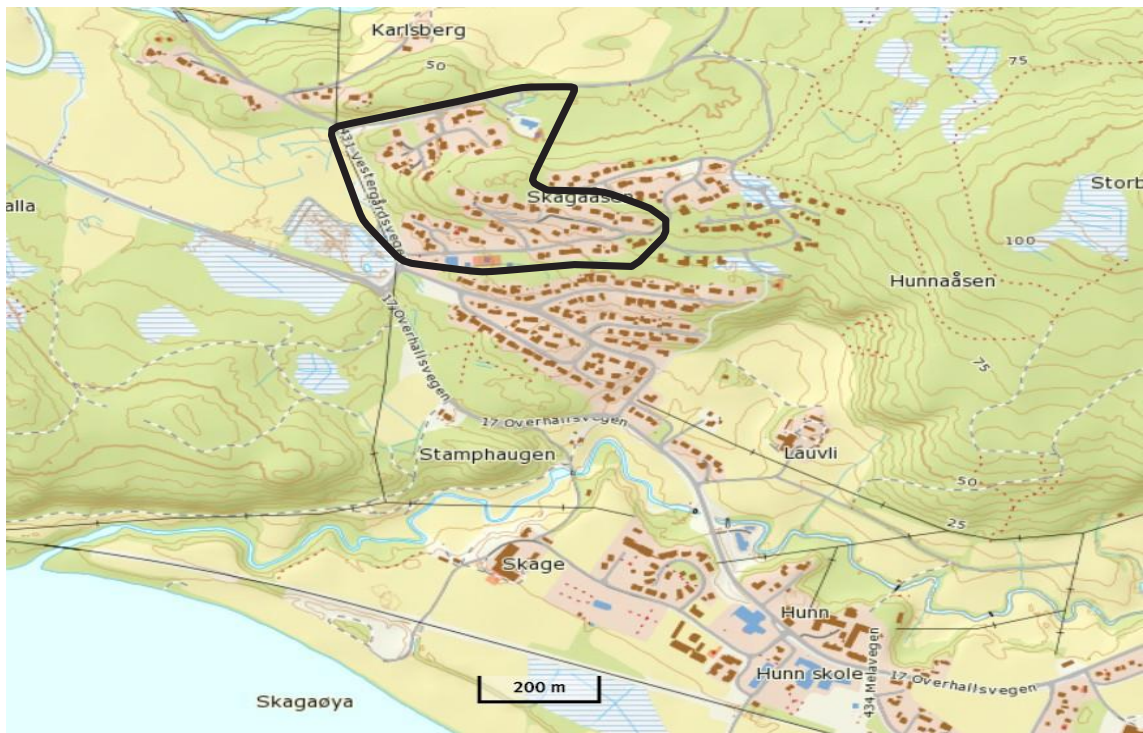 Karlsberg
50
75
431 Vestergårdsvege
Skagaåsen
Storb
alla
100
Hunnaåsen
17 Overhallsvegen
75
17 Overhallsvegen
Stamphaugen
Lauvli
50
25
Skage
Hunn
Hunn skole
434 Melavegen
17 Overhallsvegen
200 m
Skagaøya